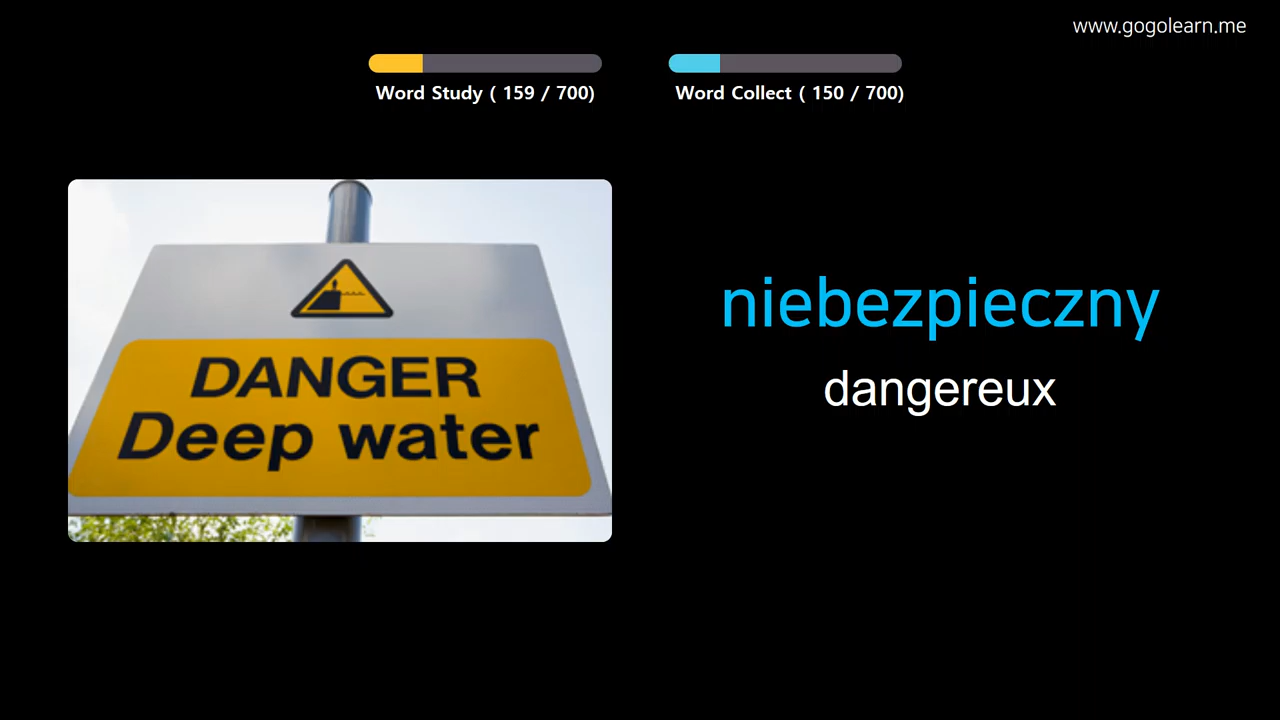 www.gogolearn.me
Word Study ( 159 / 700)
Word Collect ( 150 / 700)
DANGER
Deep water
niebezpieczny
dangereux